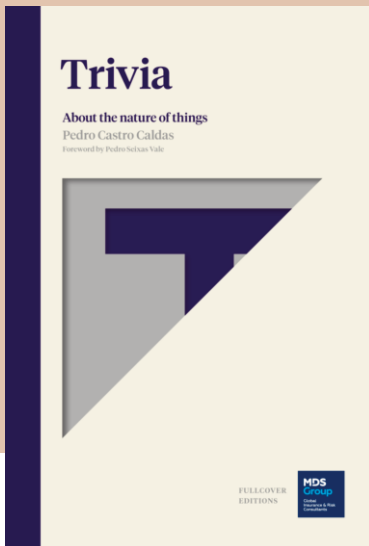 Trivia
About the nature of things
Pedro Castro Caldas
Foreword by Pedro Seixas Vale
T
FULLCOVER
EDITIONS
MDS
Group
Global
Insurance & Risk
Consultants